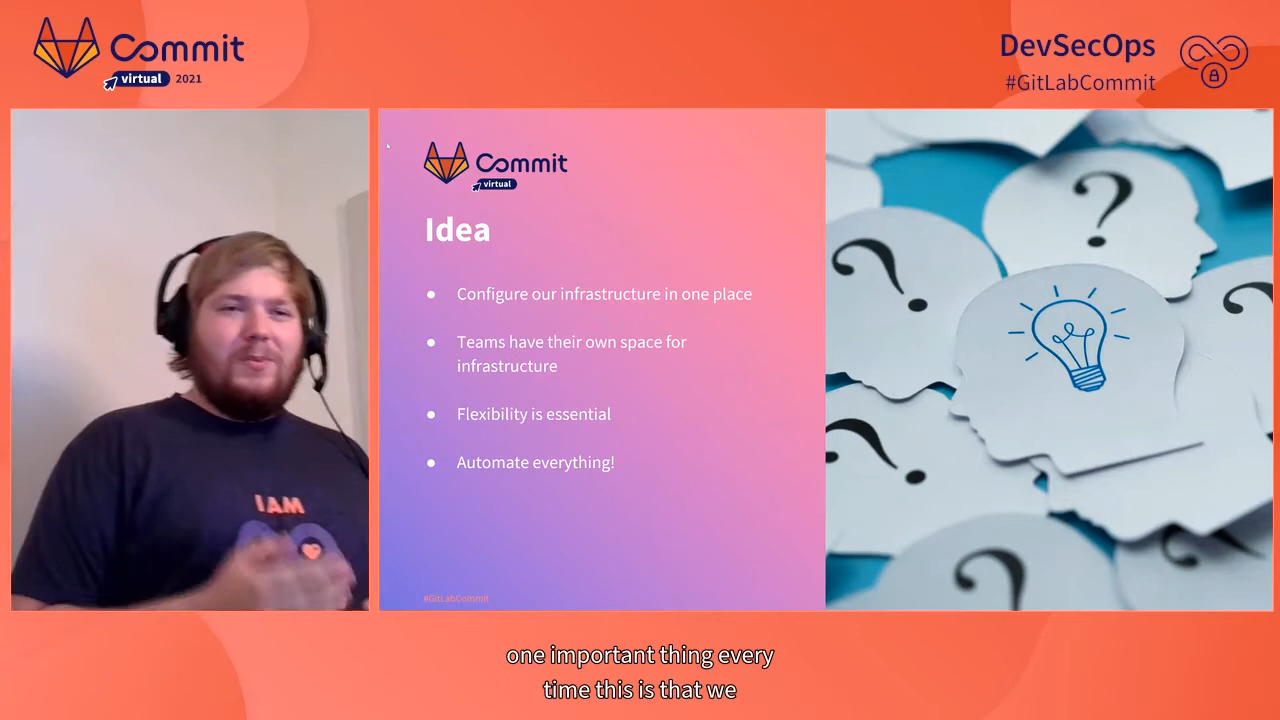 Commit
virtual 2021
DevSecOps
#GitLabCommit
Commit
virtual
Idea
● Configure our infrastructure in one place
● Teams have their own space for
infrastructure
● Flexibility is essential
● Automate everything!
#GitLabCommit
I AM
?
?
?
?
?
?
one important thing every
time this is that we